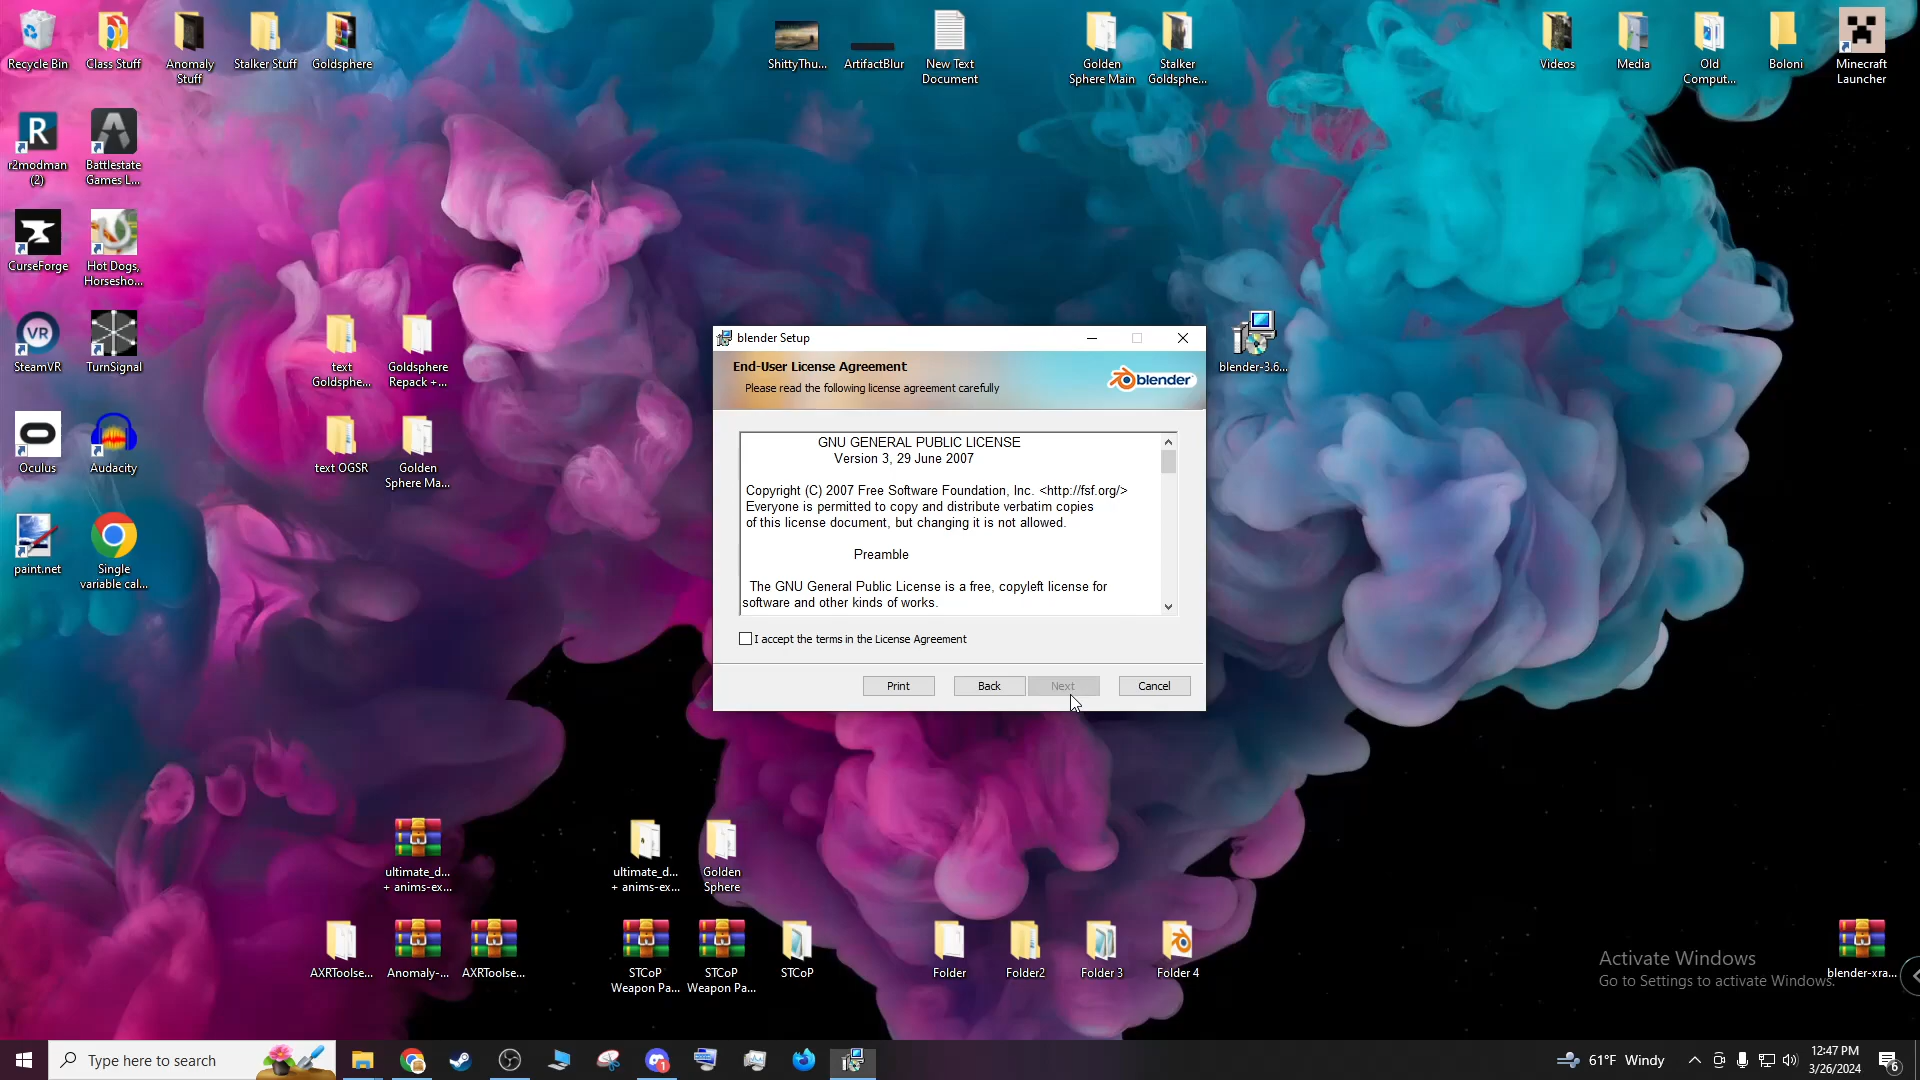 Recycle Bin
Class Stuff
Anomaly
Stuff
Stalker Stuff
Goldsphere
ShittyThu...
ArtifactBlur
New Text
Document
Golden
Sphere Main
Stalker
Goldsphe...
Videos
Media
Old
Comput...
Boloni
Minecraft
Launcher
R
r2modman
(2)
Battlestate
Games L...
CurseForge
Hot Dogs,
Horsesho...
VR
SteamVR
TurnSignal
text
Goldsphe...
Goldsphere
Repack +...
blender-3.6...
Oculus
Audacity
text OGSR
Golden
Sphere Ma...
paint.net
Single
variable cal...
blender Setup
End-User License Agreement
Please read the following license agreement carefully
blender
GNU GENERAL PUBLIC LICENSE
Version 3, 29 June 2007
Copyright (C) 2007 Free Software Foundation, Inc. <http://fsf.org/>
Everyone is permitted to copy and distribute verbatim copies
of this license document, but changing it is not allowed.
Preamble
The GNU General Public License is a free, copyleft license for
software and other kinds of works.
I accept the terms in the License Agreement
Print
Back
Next
Cancel
ultimate_d...
+ anims-ex...
ultimate_d...
+ anims-ex...
Golden
Sphere
AXRToolse...
Anomaly-...
AXRToolse...
STCoP
Weapon Pa...
STCoP
Weapon Pa...
STCoP
Folder
Folder2
Folder 3
Folder 4
blender-xra...
Activate Windows
Go to Settings to activate Windows.
Type here to search
1
61°F Windy
12:47 PM
3/26/2024
6